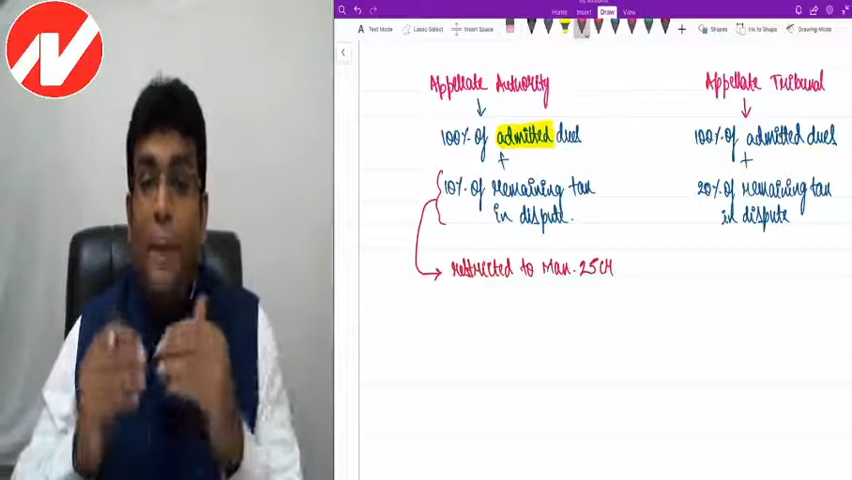 Home Insert Draw View
Text Mode Lasso Select Insert Space Shapes Ink to Shape Drawing Mode
Appellate Authority
100% of admitted dues
+
10% of remaining tax
in dispute.
restricted to Max. 25Cr
Appellate Tribunal
100% of admitted dues
+
20% of remaining tax
in dispute